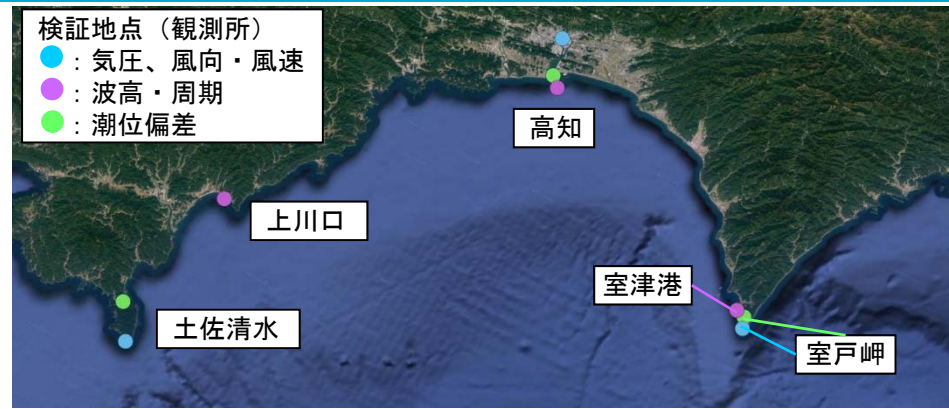 検証地点（観測所）
：気圧、風向・風速
：波高・周期
：潮位偏差
高知
上川口
室津港
土佐清水
室戸岬